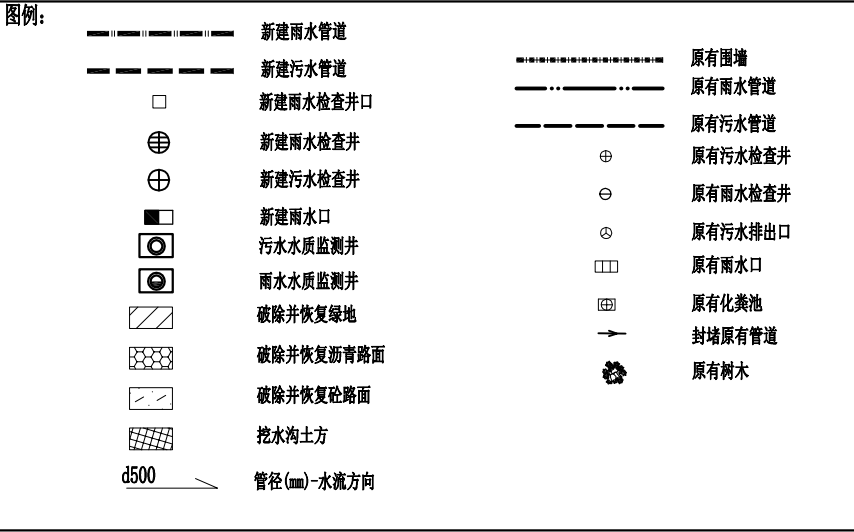 图例：
新建雨水管道
新建污水管道
新建雨水检查井口
新建雨水检查井
新建污水检查井
新建雨水口
污水水质监测井
雨水水质监测井
破除并恢复绿地
破除并恢复沥青路面
破除并恢复砼路面
挖水沟土方
d500
管径(mm)-水流方向
原有围墙
原有雨水管道
原有污水管道
原有污水检查井
原有雨水检查井
原有污水排出口
原有雨水口
原有化粪池
封堵原有管道
原有树木